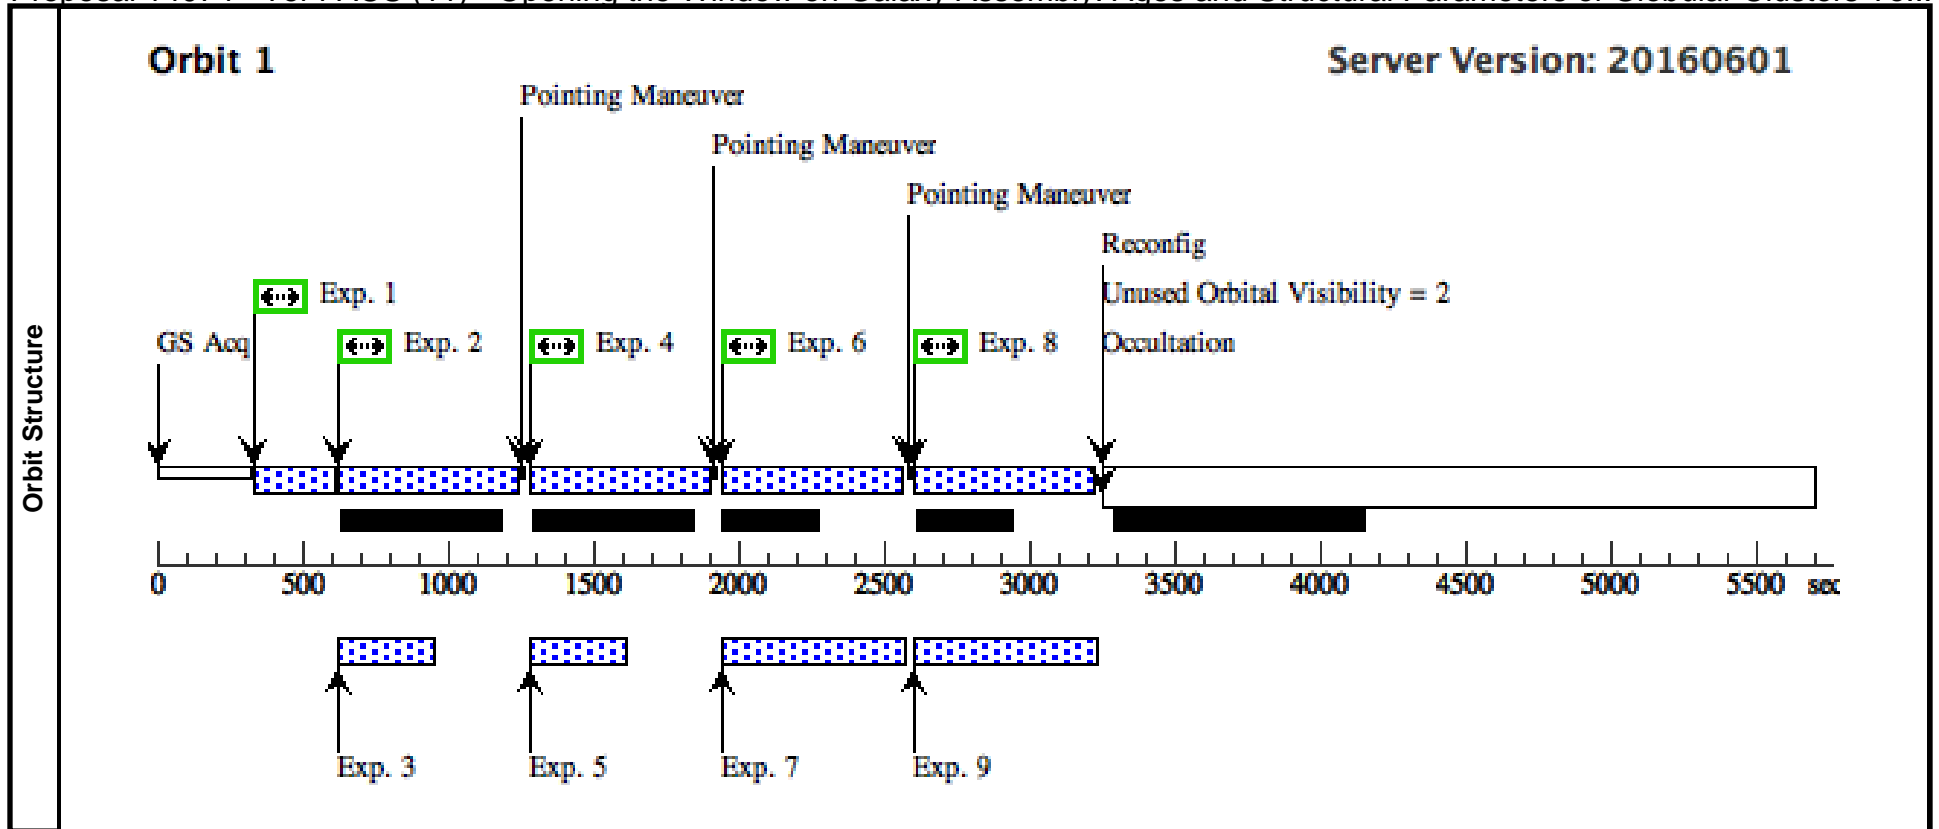 Orbit 1
Server Version: 20160601
Pointing Maneuver
Pointing Maneuver
Pointing Maneuver
Reconfig
Exp. 1
Unused Orbital Visibility = 2
GS Acq
Exp. 2
Exp. 4
Exp. 6
Exp. 8
Occultation
Orbit Structure
0 500 1000 1500 2000 2500 3000 3500 4000 4500 5000 5500 sec
Exp. 3
Exp. 5
Exp. 7
Exp. 9